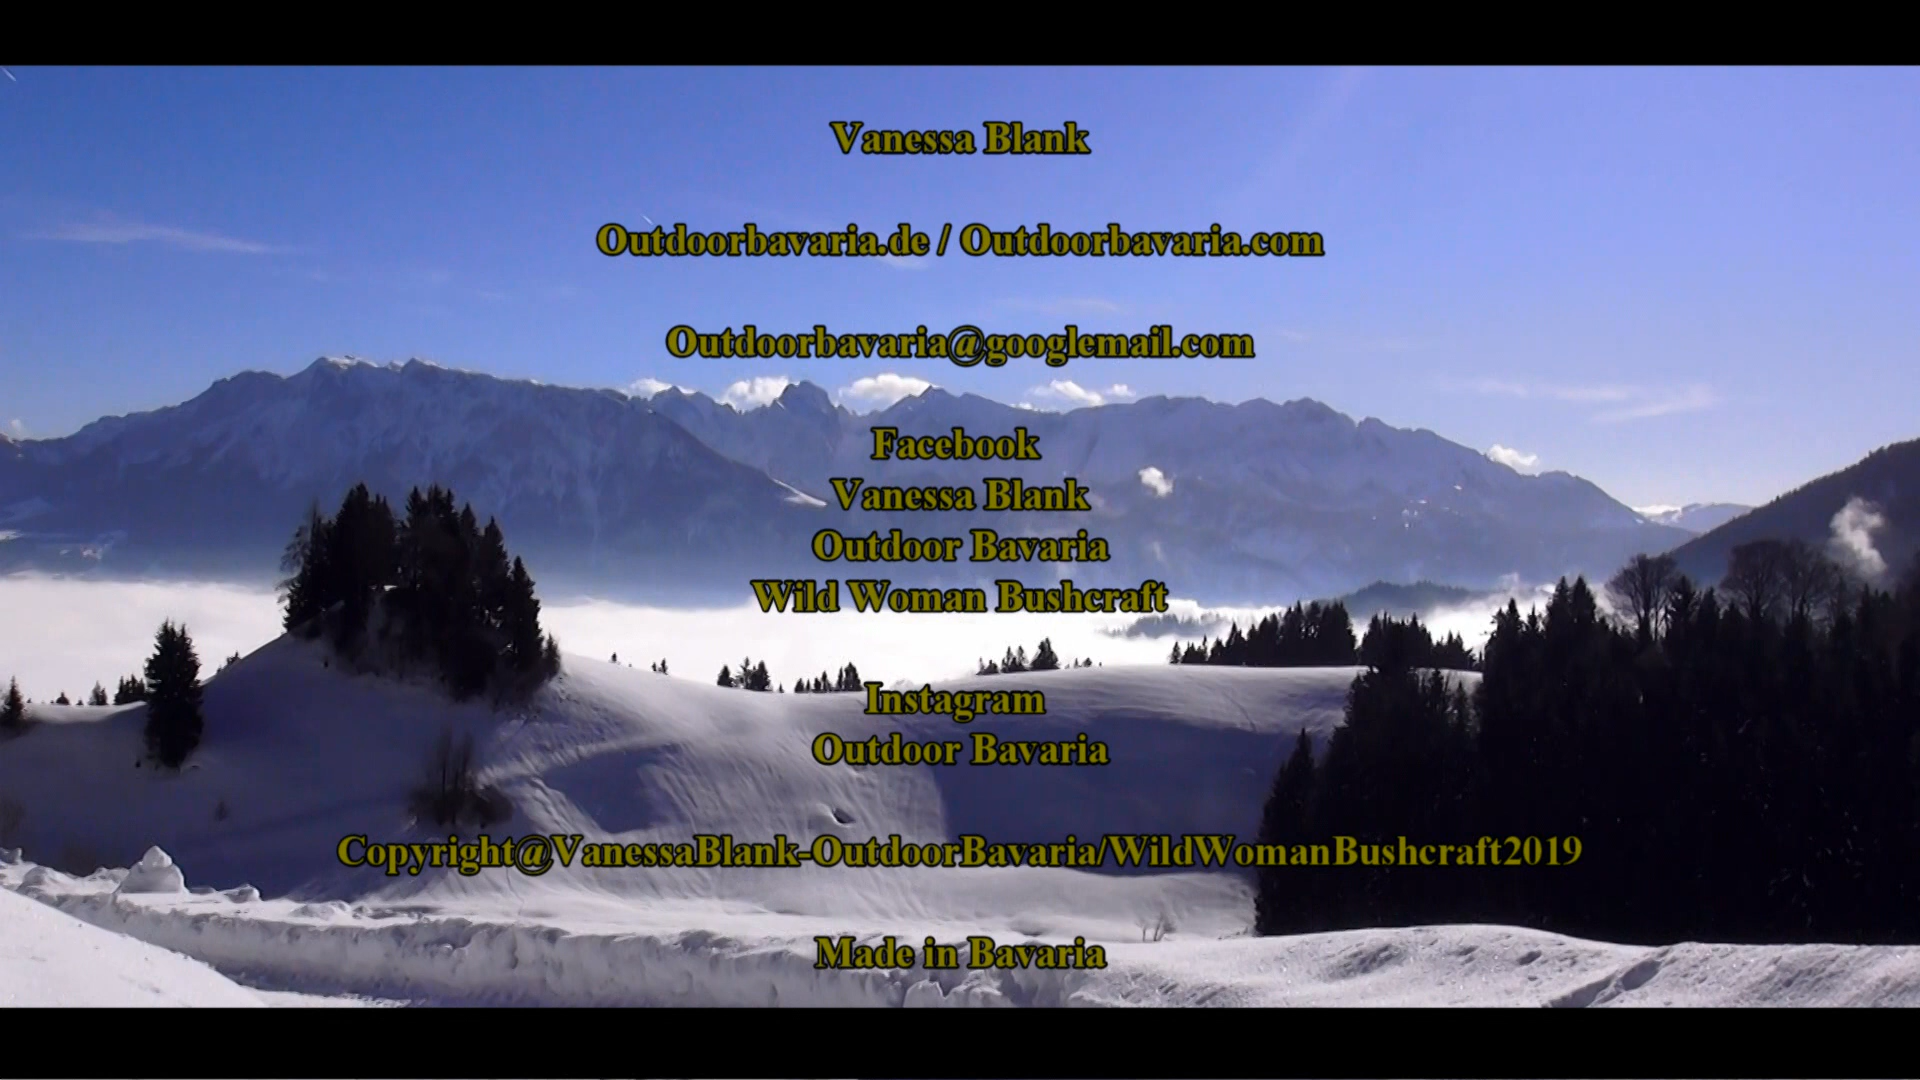 Vanessa Blank
Outdoorbavaria.de / Outdoorbavaria.com
Outdoorbavaria@googlemail.com
Facebook
Vanessa Blank
Outdoor Bavaria
Wild Woman Bushcraft
Instagram
Outdoor Bavaria
Copyright@VanessaBlank-OutdoorBavaria/WildWomanBushcraft2019
Made in Bavaria